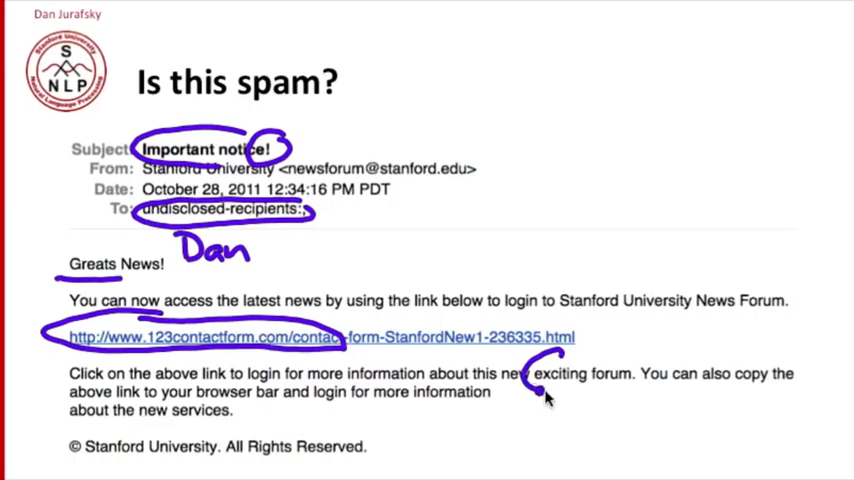 Dan Jurafsky
Stanford University
S
NLP
Natural Language Processing
Is this spam?
Subject: Important notice!
From: Stanford University <newsforum@stanford.edu>
Date: October 28, 2011 12:34:16 PM PDT
To: undisclosed-recipients:;
Dan
Greats News!
You can now access the latest news by using the link below to login to Stanford University News Forum.
http://www.123contactform.com/contact-form-StanfordNew1-236335.html
Click on the above link to login for more information about this new exciting forum. You can also copy the
above link to your browser bar and login for more information
about the new services.
© Stanford University. All Rights Reserved.